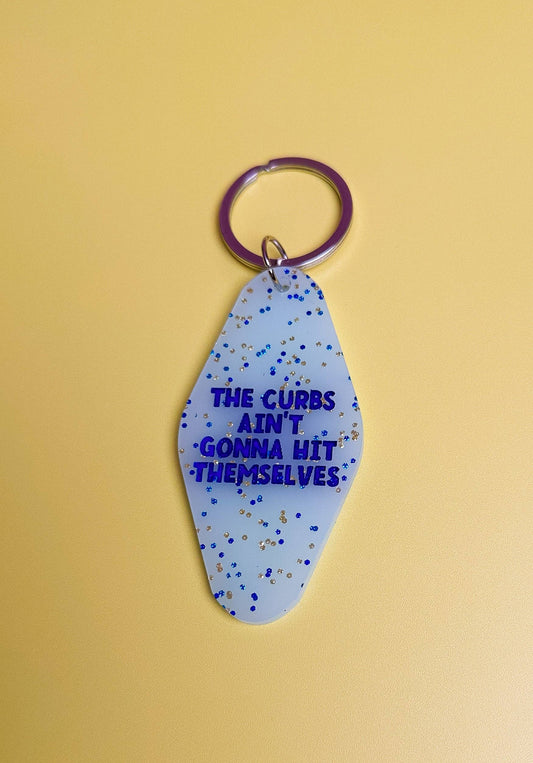 THE CURBS
AIN'T
GONNA HIT
THEMSELVES